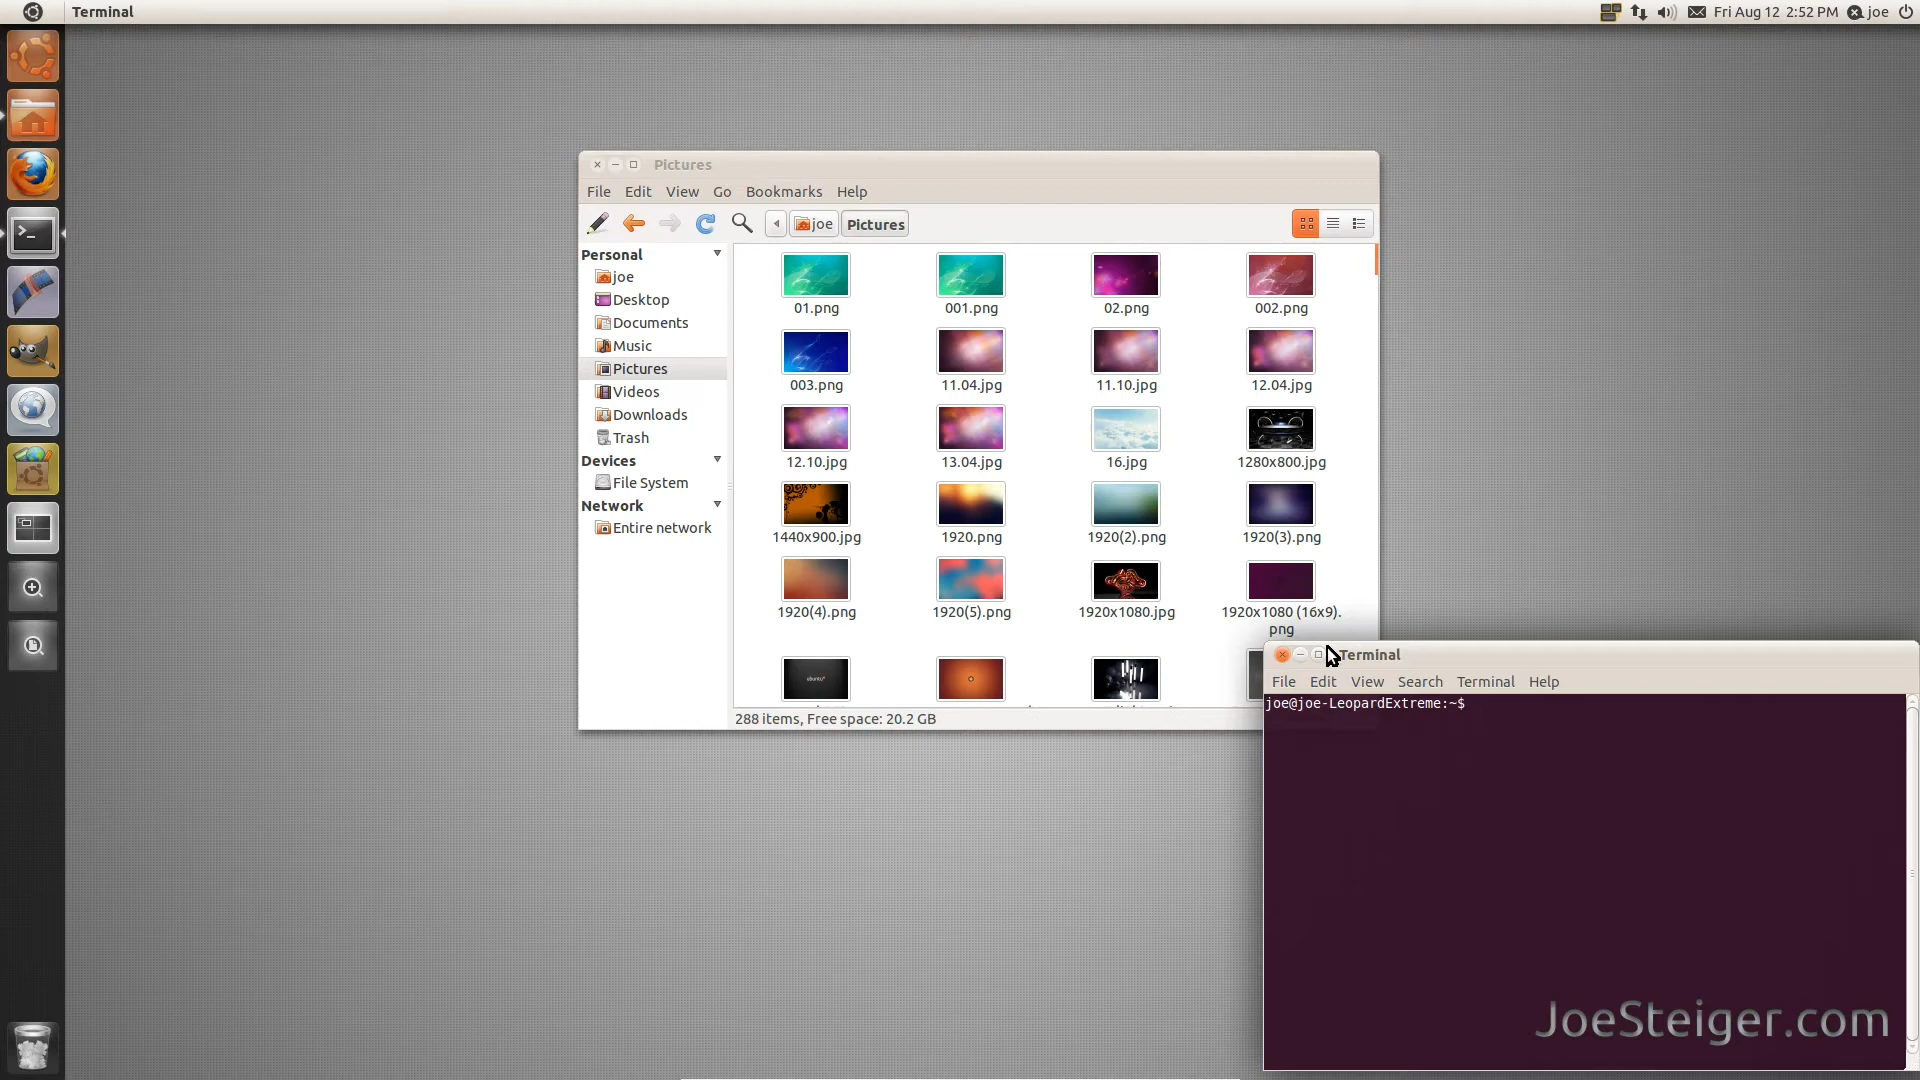 Terminal
Fri Aug 12 2:52 PM joe
Pictures
File Edit View Go Bookmarks Help
joe Pictures
Personal
joe
Desktop
Documents
Music
Pictures
Videos
Downloads
Trash
Devices
File System
Network
Entire network
01.png 001.png 02.png 002.png
003.png 11.04.jpg 11.10.jpg 12.04.jpg
12.10.jpg 13.04.jpg 16.jpg 1280x800.jpg
1440x900.jpg 1920.png 1920(2).png 1920(3).png
1920(4).png 1920(5).png 1920x1080.jpg 1920x1080 (16x9).
png
ubuntu
288 items, Free space: 20.2 GB
Terminal
File Edit View Search Terminal Help
joe@joe-LeopardExtreme:~$
JoeSteiger.com